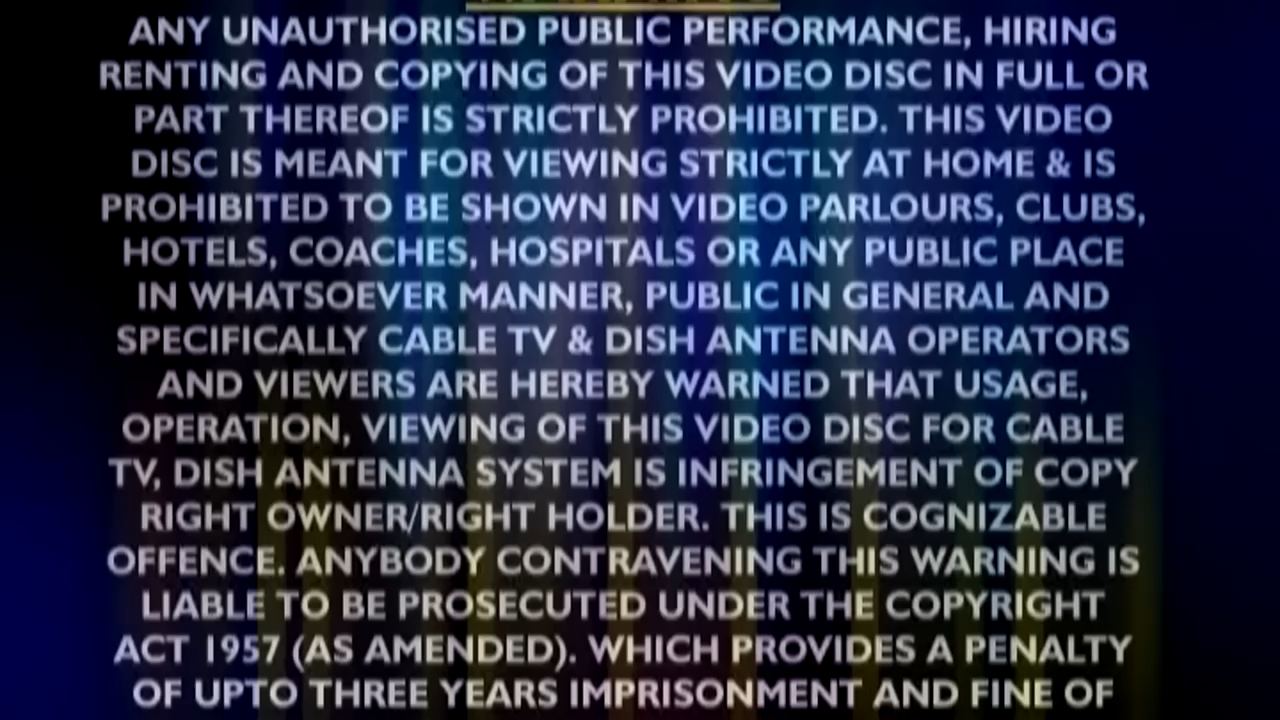 ANY UNAUTHORISED PUBLIC PERFORMANCE, HIRING
RENTING AND COPYING OF THIS VIDEO DISC IN FULL OR
PART THEREOF IS STRICTLY PROHIBITED. THIS VIDEO
DISC IS MEANT FOR VIEWING STRICTLY AT HOME & IS
PROHIBITED TO BE SHOWN IN VIDEO PARLOURS, CLUBS,
HOTELS, COACHES, HOSPITALS OR ANY PUBLIC PLACE
IN WHATSOEVER MANNER, PUBLIC IN GENERAL AND
SPECIFICALLY CABLE TV & DISH ANTENNA OPERATORS
AND VIEWERS ARE HEREBY WARNED THAT USAGE,
OPERATION, VIEWING OF THIS VIDEO DISC FOR CABLE
TV, DISH ANTENNA SYSTEM IS INFRINGEMENT OF COPY
RIGHT OWNER/RIGHT HOLDER. THIS IS COGNIZABLE
OFFENCE. ANYBODY CONTRAVENING THIS WARNING IS
LIABLE TO BE PROSECUTED UNDER THE COPYRIGHT
ACT 1957 (AS AMENDED). WHICH PROVIDES A PENALTY
OF UPTO THREE YEARS IMPRISONMENT AND FINE OF